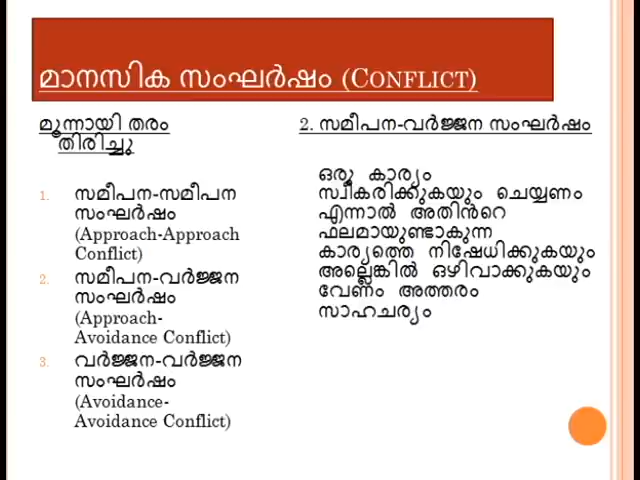 മാനസിക സംഘർഷം (CONFLICT)
മൂന്നായി തരം
തിരിച്ചു
1. സമീപന-സമീപന
സംഘർഷം
(Approach-Approach
Conflict)
2. സമീപന-വർജ്ജന
സംഘർഷം
(Approach-
Avoidance Conflict)
3. വർജ്ജന-വർജ്ജന
സംഘർഷം
(Avoidance-
Avoidance Conflict)
2. സമീപന-വർജ്ജന സംഘർഷം
ഒരു കാര്യം
സ്വീകരിക്കുകയും ചെയ്യണം
എന്നാൽ അതിൻറെ
ഫലമായുണ്ടാകുന്ന
കാര്യത്തെ നിഷേധിക്കുകയും
അല്ലെങ്കിൽ ഒഴിവാക്കുകയും
വേണം അത്തരം
സാഹചര്യം